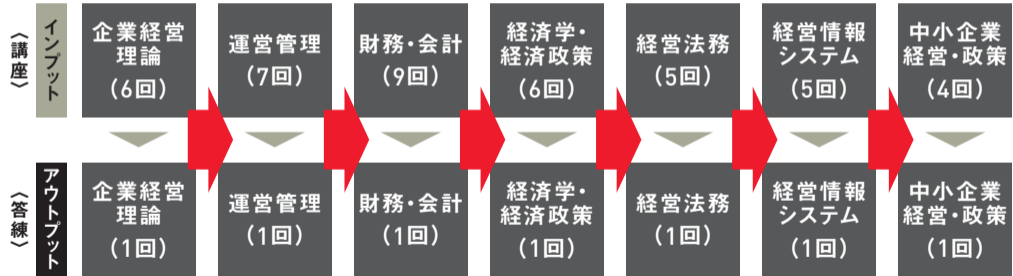 〈講座〉
インプット
企業経営
理論
(6回)
運営管理
(7回)
財務・会計
(9回)
経済学・
経済政策
(6回)
経営法務
(5回)
経営情報
システム
(5回)
中小企業
経営・政策
(4回)
〈答練〉
アウトプット
企業経営
理論
(1回)
運営管理
(1回)
財務・会計
(1回)
経済学・
経済政策
(1回)
経営法務
(1回)
経営情報
システム
(1回)
中小企業
経営・政策
(1回)